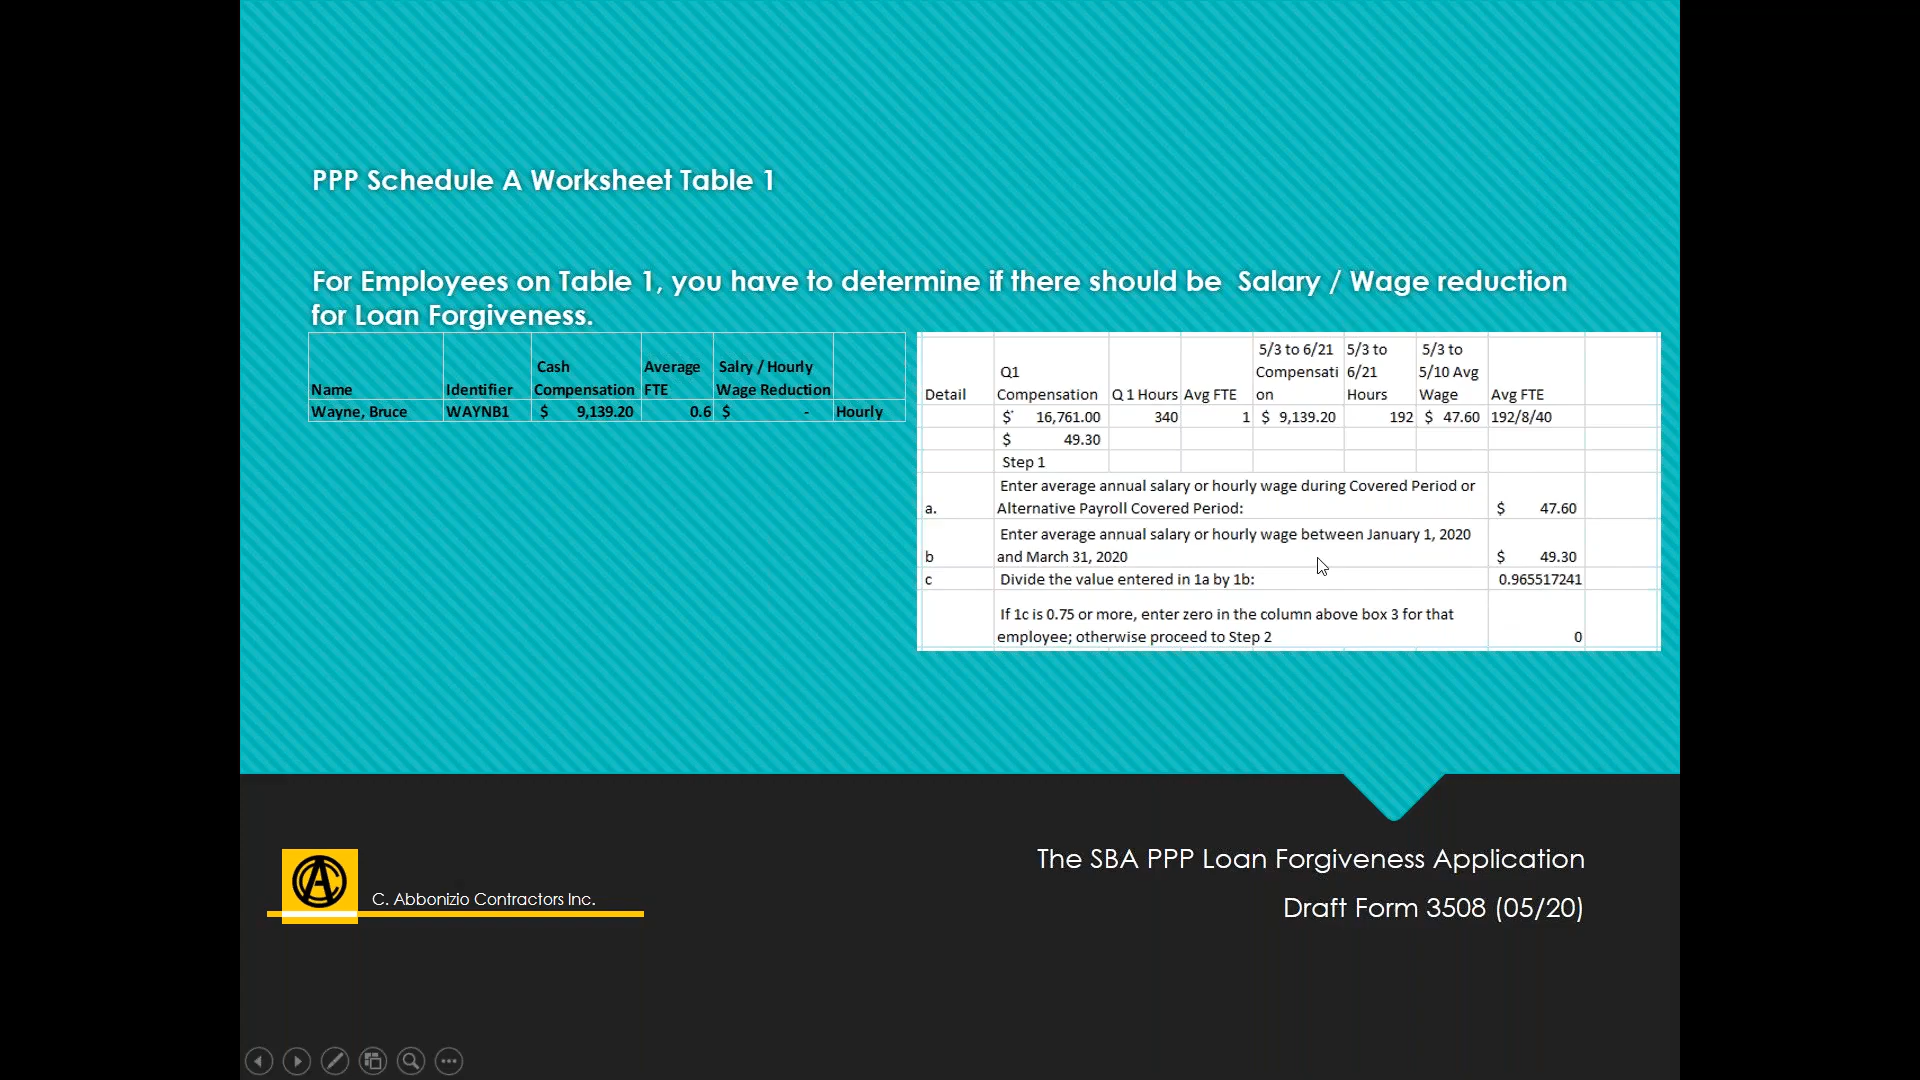 PPP Schedule A Worksheet Table 1
For Employees on Table 1, you have to determine if there should be  Salary / Wage reduction
for Loan Forgiveness.
Cash Average Salry / Hourly
Name Identifier Compensation FTE Wage Reduction
Wayne, Bruce WAYNB1 $ 9,139.20 0.6 $ - Hourly
5/3 to 6/21 5/3 to 5/3 to
Q1 Compensati 6/21 5/10 Avg
Detail Compensation Q 1 Hours Avg FTE on Hours Wage Avg FTE
$ 16,761.00 340 1 $ 9,139.20 192 $ 47.60 192/8/40
$ 49.30
Step 1
Enter average annual salary or hourly wage during Covered Period or
a. Alternative Payroll Covered Period: $ 47.60
Enter average annual salary or hourly wage between January 1, 2020
b and March 31, 2020 $ 49.30
c Divide the value entered in 1a by 1b: 0.965517241
If 1c is 0.75 or more, enter zero in the column above box 3 for that
employee; otherwise proceed to Step 2 0
The SBA PPP Loan Forgiveness Application
Draft Form 3508 (05/20)
C. Abbonizio Contractors Inc.